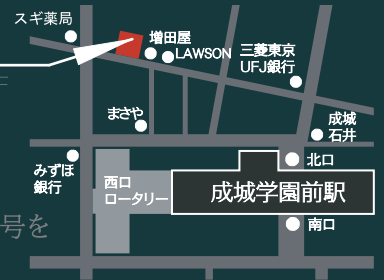 スギ薬局
増田屋
LAWSON
三菱東京
UFJ銀行
まさや
成城
石井
みずほ
銀行
西口
ロータリー
北口
成城学園前駅
南口
号を